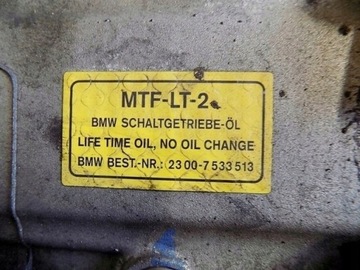 MTF-LT-2
BMW SCHALTGETRIEBE-ÖL
LIFE TIME OIL, NO OIL CHANGE
BMW BEST.-NR.: 23 00-7 533 513